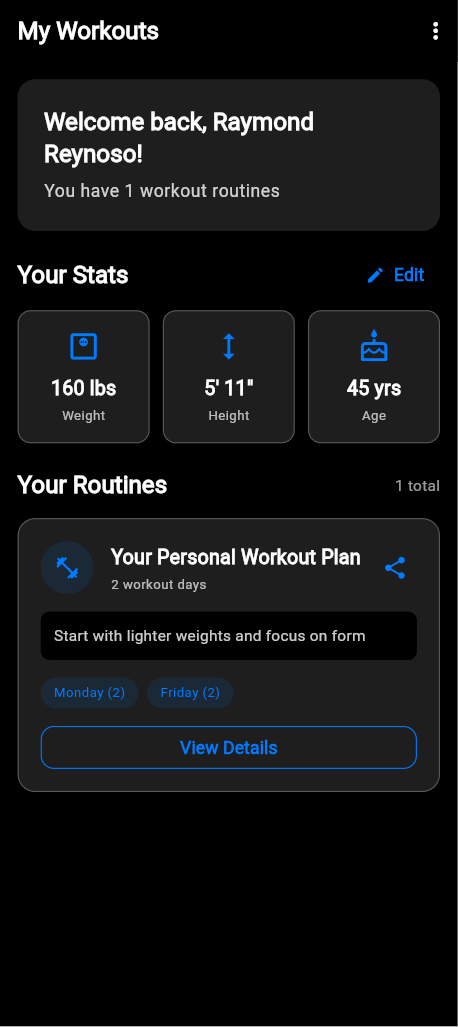 My Workouts
Welcome back, Raymond
Reynoso!
You have 1 workout routines
Your Stats
Edit
160 lbs
5' 11"
45 yrs
Weight
Height
Age
Your Routines
1 total
Your Personal Workout Plan
2 workout days
Start with lighter weights and focus on form
Monday (2)
Friday (2)
View Details